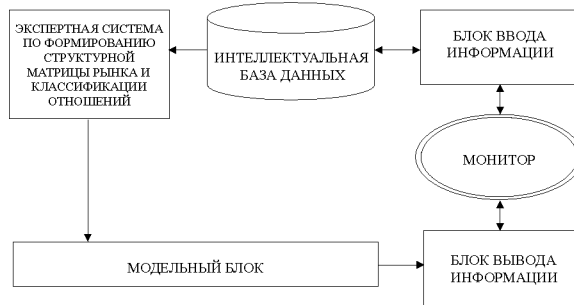 ЭКСПЕРТНАЯ СИСТЕМА
ПО ФОРМИРОВАНИЮ
СТРУКТУРНОЙ
МАТРИЦЫ РЫНКА И
КЛАССИФИКАЦИИ
ОТНОШЕНИЙ
ИНТЕЛЛЕКТУАЛЬНАЯ
БАЗА ДАННЫХ
БЛОК ВВОДА
ИНФОРМАЦИИ
МОНИТОР
МОДЕЛЬНЫЙ БЛОК
БЛОК ВЫВОДА
ИНФОРМАЦИИ